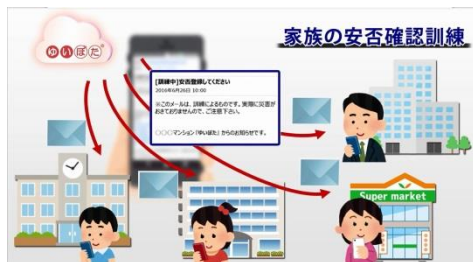 ゆいぽた
家族の安否確認訓練
[訓練中]安否登録してください
2016年6月26日 10:00
※このメールは、訓練によるものです。実際に災害が
おきておりませんので、ご注意下さい。
○○○マンション「ゆいぽた」からのお知らせです。
Super market